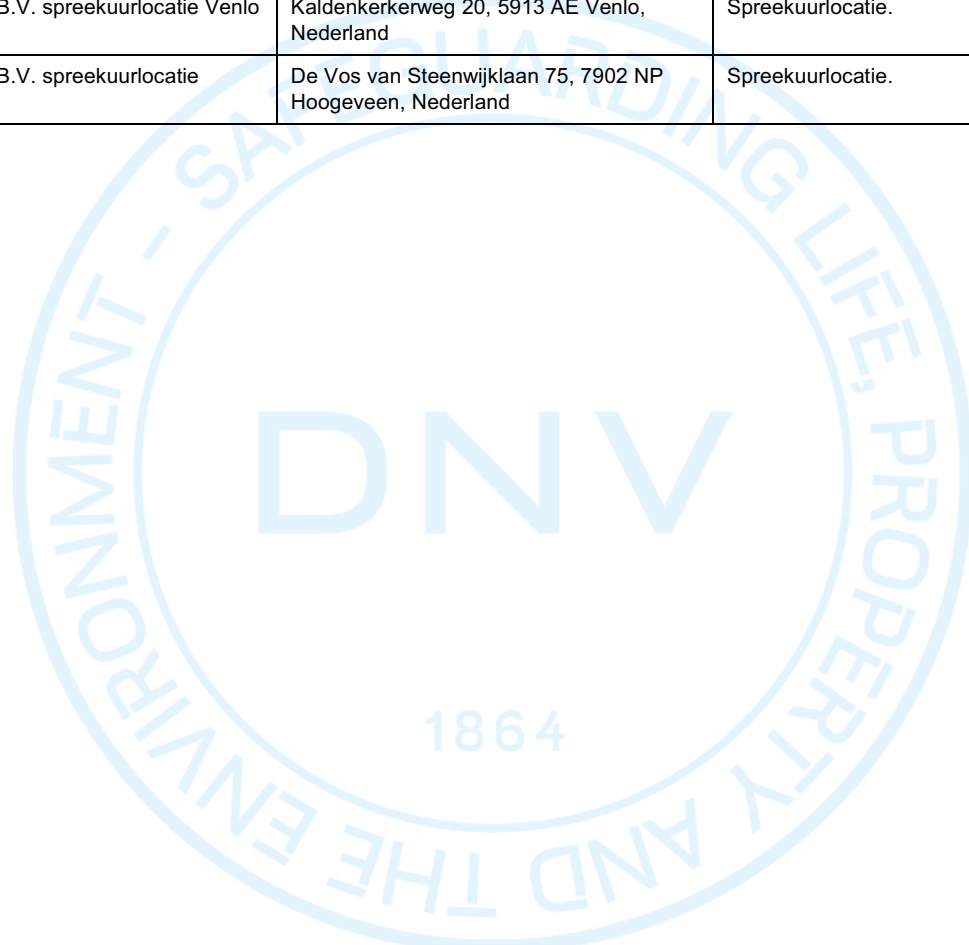 B.V. spreekuurlocatie Venlo
Kaldenkerkerweg 20, 5913 AE Venlo,
Nederland
Spreekuurlocatie.
B.V. spreekuurlocatie
De Vos van Steenwijklaan 75, 7902 NP
Hoogeveen, Nederland
Spreekuurlocatie.
SAFEGUARDING LIFE, PROPERTY AND THE ENVIRONMENT -
DNV
1864